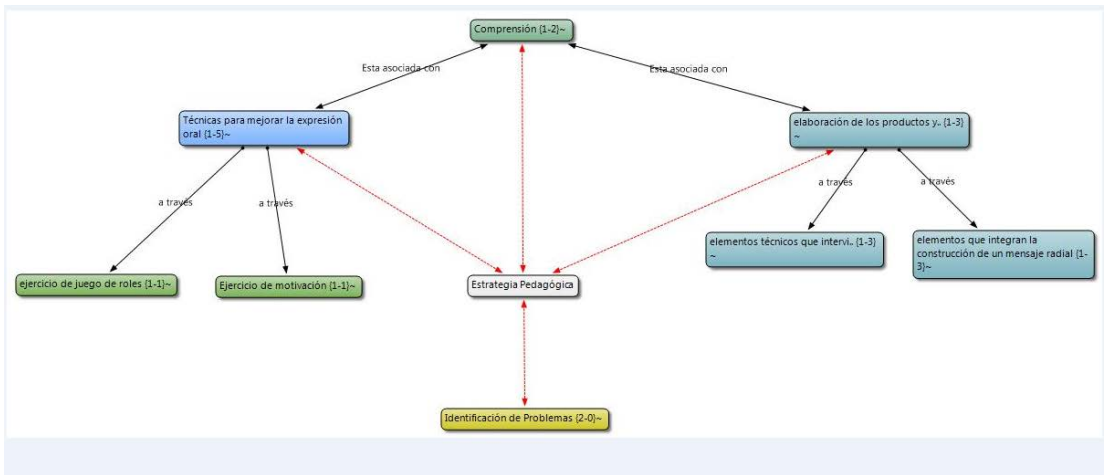 Comprensión {1-2}~
Esta asociada con
Esta asociada con
Técnicas para mejorar la expresión
oral {1-5}~
elaboración de los productos y.. {1-3}
~
a través
a través
a través
a través
elementos técnicos que intervi.. {1-3}
~
elementos que integran la
construcción de un mensaje radial {1-
3}~
ejercicio de juego de roles {1-1}~
Ejercicio de motivación {1-1}~
Estrategia Pedagógica
Identificación de Problemas {2-0}~